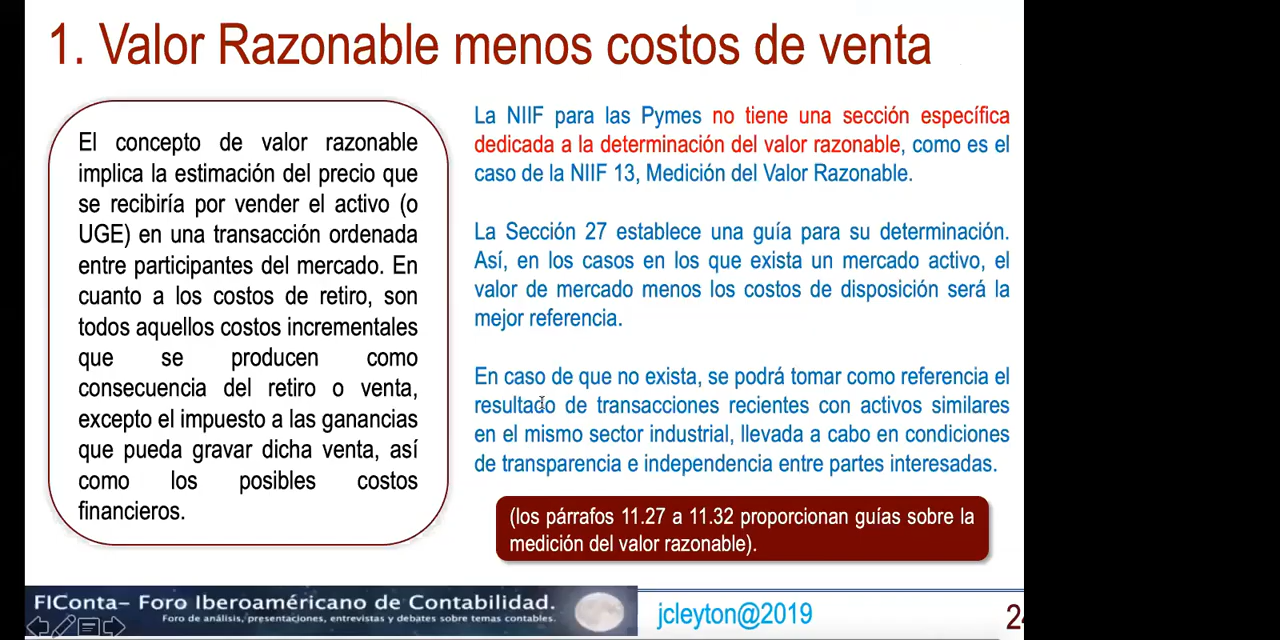 1. Valor Razonable menos costos de venta
El concepto de valor razonable
implica la estimación del precio que
se recibiría por vender el activo (o
UGE) en una transacción ordenada
entre participantes del mercado. En
cuanto a los costos de retiro, son
todos aquellos costos incrementales
que se producen como
consecuencia del retiro o venta,
excepto el impuesto a las ganancias
que pueda gravar dicha venta, así
como los posibles costos
financieros.
La NIIF para las Pymes no tiene una sección específica
dedicada a la determinación del valor razonable, como es el
caso de la NIIF 13, Medición del Valor Razonable.
La Sección 27 establece una guía para su determinación.
Así, en los casos en los que exista un mercado activo, el
valor de mercado menos los costos de disposición será la
mejor referencia.
En caso de que no exista, se podrá tomar como referencia el
resultado de transacciones recientes con activos similares
en el mismo sector industrial, llevada a cabo en condiciones
de transparencia e independencia entre partes interesadas.
(los párrafos 11.27 a 11.32 proporcionan guías sobre la
medición del valor razonable).
FIConta– Foro Iberoaméricano de Contabilidad.
Foro de análisis, presentaciones, entrevistas y debates sobre temas contables.
jcleyton@2019